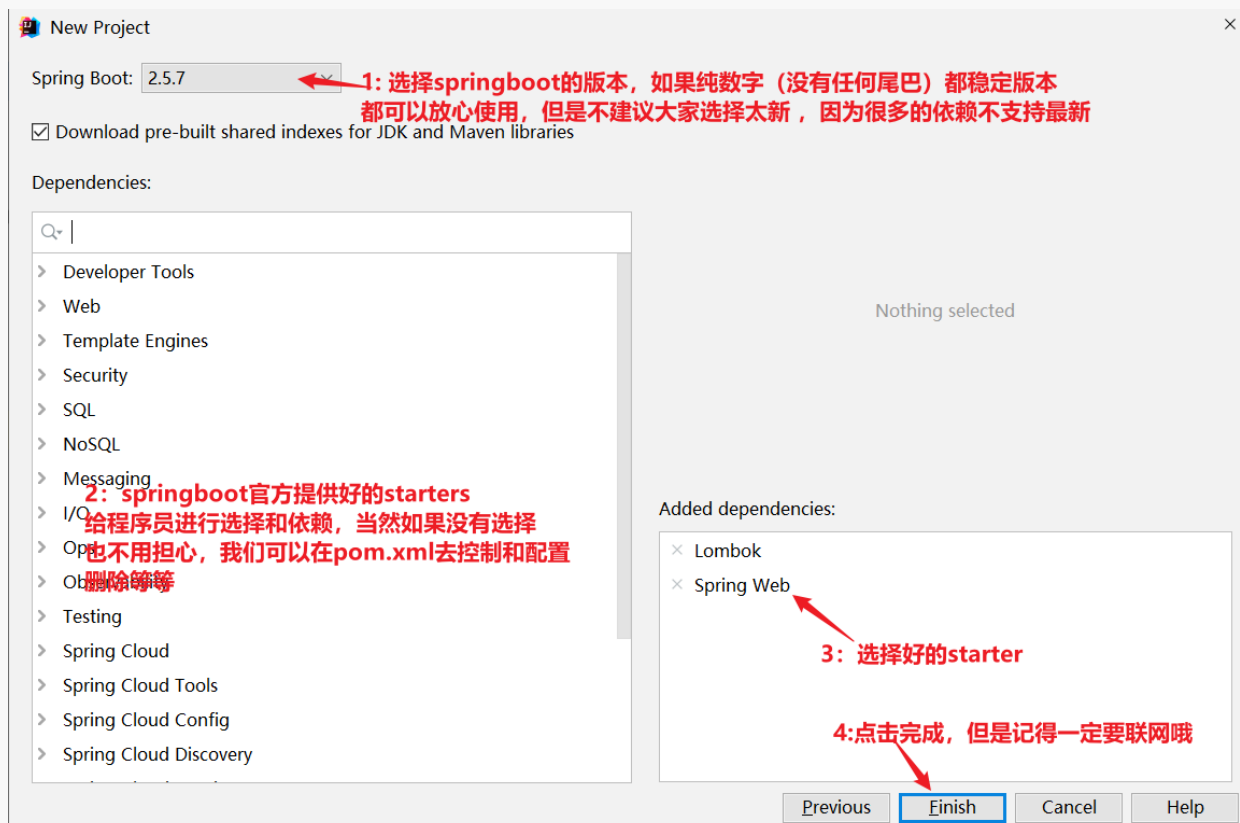 New Project
Spring Boot: 2.5.7
1: 选择springboot的版本，如果纯数字（没有任何尾巴）都稳定版本
都可以放心使用，但是不建议大家选择太新 ，因为很多的依赖不支持最新
Download pre-built shared indexes for JDK and Maven libraries
Dependencies:
Developer Tools
Web
Template Engines
Security
SQL
NoSQL
Messaging
2：springboot官方提供好的starters
I/O
给程序员进行选择和依赖，当然如果没有选择
Ops
也不用担心，我们可以在pom.xml去控制和配置
Observability
删除等等
Testing
Spring Cloud
Spring Cloud Tools
Spring Cloud Config
Spring Cloud Discovery
Nothing selected
Added dependencies:
Lombok
Spring Web
3：选择好的starter
4:点击完成，但是记得一定要联网哦
Previous
Finish
Cancel
Help